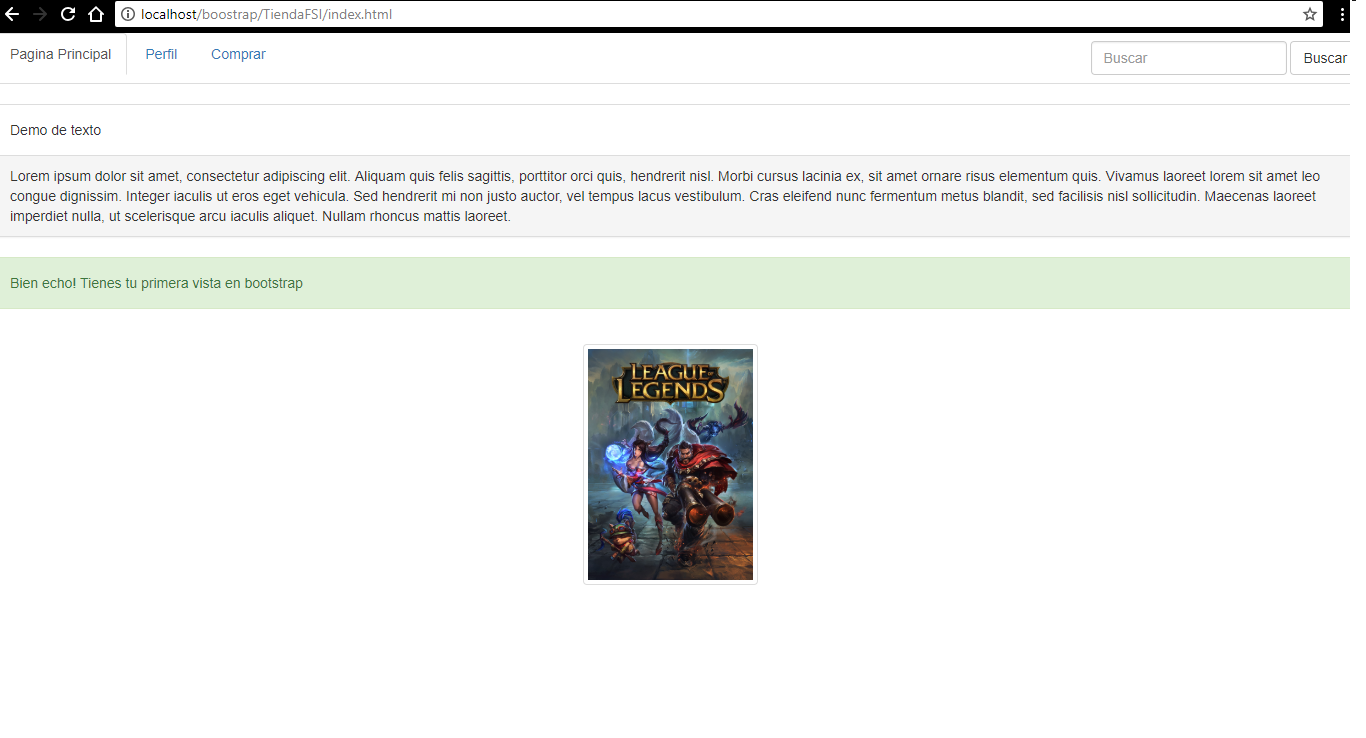 localhost/boostrap/TiendaFSI/index.html
Pagina Principal Perfil Comprar Buscar Buscar
Demo de texto
Lorem ipsum dolor sit amet, consectetur adipiscing elit. Aliquam quis felis sagittis, porttitor orci quis, hendrerit nisl. Morbi cursus lacinia ex, sit amet ornare risus elementum quis. Vivamus laoreet lorem sit amet leo
congue dignissim. Integer iaculis ut eros eget vehicula. Sed hendrerit mi non justo auctor, vel tempus lacus vestibulum. Cras eleifend nunc fermentum metus blandit, sed facilisis nisl sollicitudin. Maecenas laoreet
imperdiet nulla, ut scelerisque arcu iaculis aliquet. Nullam rhoncus mattis laoreet.
Bien echo! Tienes tu primera vista en bootstrap
LEAGUE OF
LEGENDS